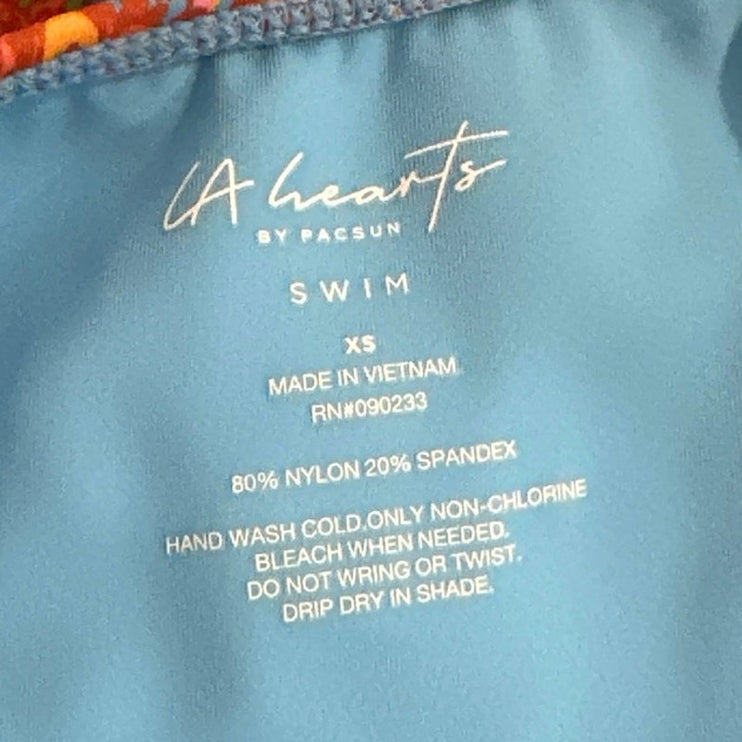 LA hearts
BY PACSUN
SWIM
XS
MADE IN VIETNAM
RN#090233
80% NYLON 20% SPANDEX
HAND WASH COLD.ONLY NON-CHLORINE
BLEACH WHEN NEEDED.
DO NOT WRING OR TWIST.
DRIP DRY IN SHADE.